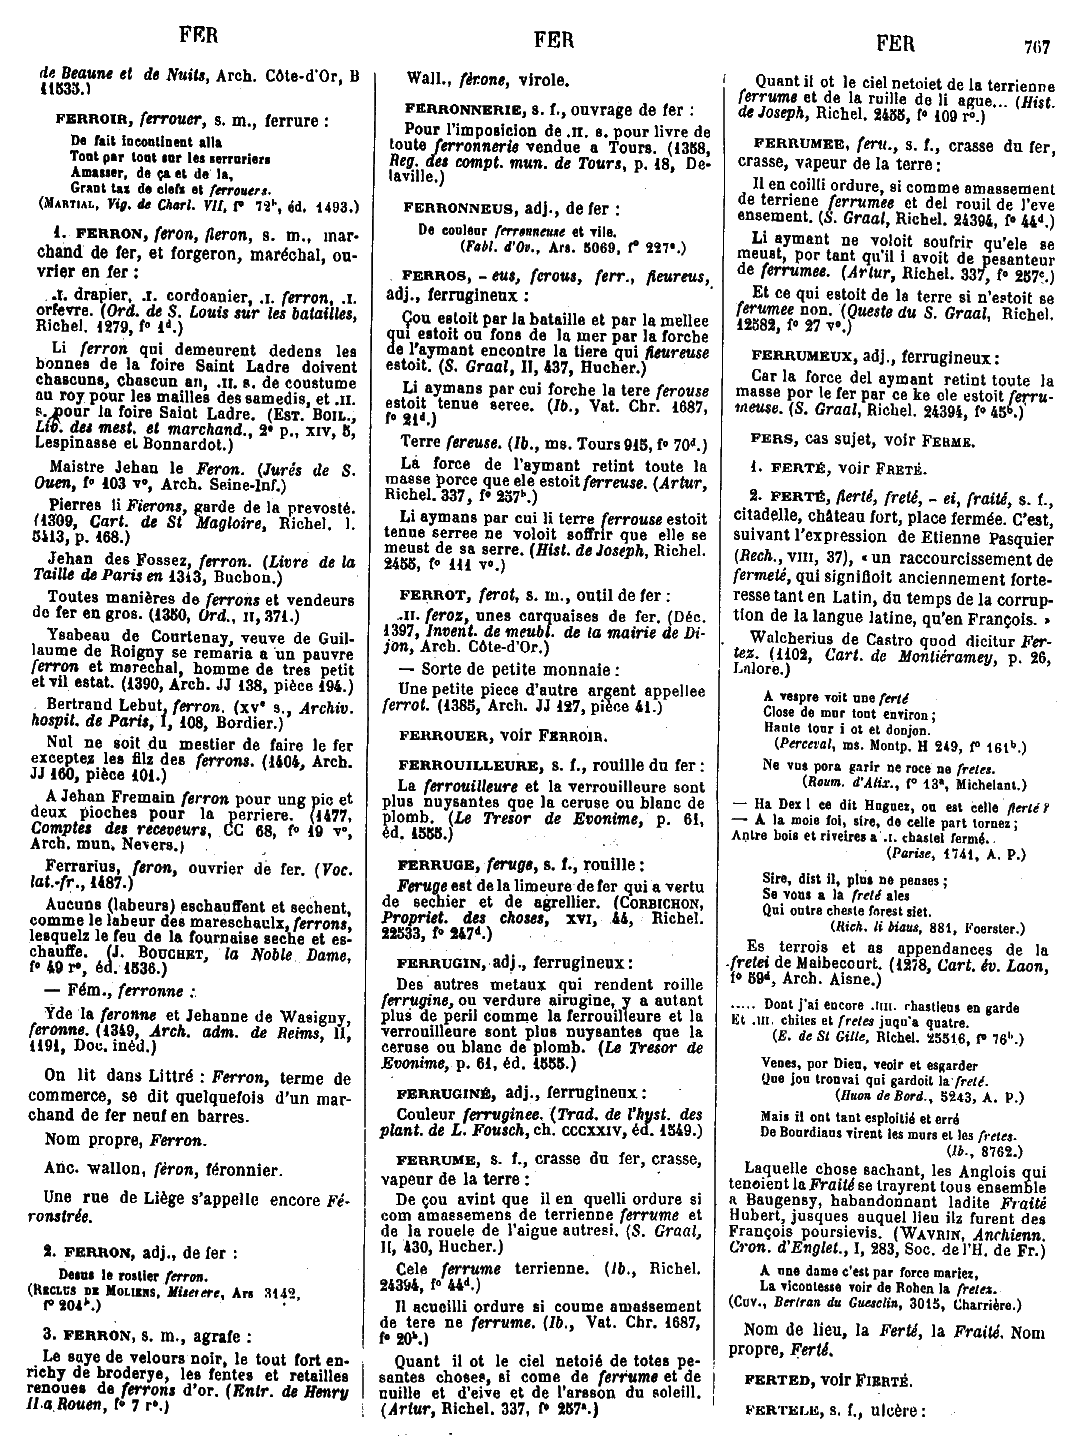 FER
FER
FER
767
de Beaune et de Nuits, Arch. Côte-d'Or, B
11533.)
FERROIR, ferrouer, s. m., ferrure :
De fait incontinent alla
Tout par tout sur les serruriers
Amasser, de ça et de la,
Grant tas de clefs et ferrouers.
(MARTIAL, Vig. de Charl. VII, f° 72ᵇ, éd. 1493.)
1. FERRON, feron, fieron, s. m., mar-
chand de fer, et forgeron, maréchal, ou-
vrier en fer :
.I. drapier, .I. cordoanier, .I. ferron, .I.
orfevre. (Ord. de S. Louis sur les batailles,
Richel. 1279, f° 1ᵈ.)
Li ferron qui demeurent dedens les
bonnes de la foire Saint Ladre doivent
chascuns, chascun an, .II. s. de coustume
au roy pour les mailles des samedis, et .II.
s. pour la foire Saint Ladre. (EST. BOIL.,
Liv. des mest. et marchand., 2ᵉ p., XIV, 5,
Lespinasse et Bonnardot.)
Maistre Jehan le Feron. (Jurés de S.
Ouen, f° 103 v°, Arch. Seine-Inf.)
Pierres li Fierons, garde de la prevosté.
(1309, Cart. de St Magloire, Richel. l.
5413, p. 168.)
Jehan des Fossez, ferron. (Livre de la
Taille de Paris en 1313, Buchon.)
Toutes manières de ferrons et vendeurs
de fer en gros. (1350, Ord., II, 371.)
Ysabeau de Courtenay, veuve de Guil-
laume de Roigny se remaria a un pauvre
ferron et marechal, homme de tres petit
et vil estat. (1390, Arch. JJ 138, pièce 194.)
Bertrand Lebut, ferron. (XVᵉ s., Archiv.
hospit. de Paris, I, 108, Bordier.)
Nul ne soit du mestier de faire le fer
exceptez les filz des ferrons. (1404, Arch.
JJ 160, pièce 101.)
A Jehan Fremain ferron pour ung pic et
deux pioches pour la perriere. (1477,
Comptes des receveurs, CC 68, f° 19 v°,
Arch. mun. Nevers.)
Ferrarius, feron, ouvrier de fer. (Voc.
lat.-fr., 1487.)
Aucuns (labeurs) eschauffent et sechent,
comme le labeur des mareschaulx, ferrons,
lesquelz le feu de la fournaise seche et es-
chauffe. (J. BOUCHET, la Noble Dame,
f° 49 r°, éd. 1536.)
— Fém., ferronne :
Yde la feronne et Jehanne de Wasigny,
feronne. (1349, Arch. adm. de Reims, II,
1191, Doc. inéd.)
On lit dans Littré : Ferron, terme de
commerce, se dit quelquefois d'un mar-
chand de fer neuf en barres.
Nom propre, Ferron.
Anc. wallon, fèron, féronnier.
Une rue de Liège s'appelle encore Fé-
ronstrée.
2. FERRON, adj., de fer :
Desus le rostier ferron.
(RECLUS DE MOLIENS, Miserere, Ars 3142,
f° 204ᵇ.)
3. FERRON, s. m., agrafe :
Le saye de velours noir, le tout fort en-
richy de broderye, les fentes et retailles
renoues de ferrons d'or. (Entr. de Henry
II a Rouen, f° 7 r°.)
Wall., fèrone, virole.
FERRONNERIE, s. f., ouvrage de fer :
Pour l'imposicion de .II. s. pour livre de
toute ferronnerie vendue a Tours. (1358,
Reg. des compt. mun. de Tours, p. 18, De-
laville.)
FERRONNEUS, adj., de fer :
De couleur ferronneuse et vile.
(Fabl. d'Ov., Ars. 5069, f° 227ᵃ.)
FERROS, - eus, ferous, ferr., fieureus,
adj., ferrugineux :
Çou estoit par la bataille et par la mellee
qui estoit ou fons de la mer par la forche
de l'aymant encontre la tiere qui fieureuse
estoit. (S. Graal, II, 437, Hucher.)
Li aymans par cui forche la tere ferouse
estoit tenue seree. (Ib., Vat. Chr. 1687,
f° 21ᵈ.)
Terre fereuse. (Ib., ms. Tours 915, f° 70ᵈ.)
La force de l'aymant retint toute la
masse porce que ele estoit ferreuse. (Artur,
Richel. 337, f° 257ᵇ.)
Li aymans par cui li terre ferrouse estoit
tenue serree ne voloit soffrir que elle se
meust de sa serre. (Hist. de Joseph, Richel.
2455, f° 111 v°.)
FERROT, ferot, s. m., outil de fer :
.II. feroz, unes carquaises de fer. (Déc.
1397, Invent. de meubl. de la mairie de Di-
jon, Arch. Côte-d'Or.)
— Sorte de petite monnaie :
Une petite piece d'autre argent appellee
ferrot. (1385, Arch. JJ 127, pièce 41.)
FERROUER, voir FERROIR.
FERROUILLEURE, s. f., rouille du fer :
La ferrouilleure et la verrouilleure sont
plus nuysantes que la ceruse ou blanc de
plomb. (Le Tresor de Evonime, p. 61,
éd. 1555.)
FERRUGE, feruge, s. f., rouille :
Feruge est de la limeure de fer qui a vertu
de sechier et de agrellier. (CORBICHON,
Propriet. des choses, XVI, 44, Richel.
22533, f° 247ᵈ.)
FERRUGIN, adj., ferrugineux :
Des autres metaux qui rendent roille
ferrugine, ou verdure airugine, y a autant
plus de peril comme la ferrouilleure et la
verrouilleure sont plus nuysantes que la
ceruse ou blanc de plomb. (Le Tresor de
Evonime, p. 61, éd. 1555.)
FERRUGINÉ, adj., ferrugineux :
Couleur ferruginee. (Trad. de l'hyst. des
plant. de L. Fousch, ch. CCCXXIV, éd. 1549.)
FERRUME, s. f., crasse du fer, crasse,
vapeur de la terre :
De çou avint que il en quelli ordure si
com amassemens de terrienne ferrume et
de la rouele de l'aigue autresi. (S. Graal,
II, 430, Hucher.)
Cele ferrume terrienne. (Ib., Richel.
24394, f° 44ᵈ.)
Il acueilli ordure si coume amassement
de tere ne ferrume. (Ib., Vat. Chr. 1687,
f° 20ᵇ.)
Quant il ot le ciel netoié de totes pe-
santes choses, si come de ferrume et de
nuille et d'eive et de l'arsson du soleill.
(Artur, Richel. 337, f° 257ᵃ.)
Quant il ot le ciel netoiet de la terrienne
ferrume et de la ruille de li ague... (Hist.
de Joseph, Richel. 2455, f° 109 r°.)
FERRUMEE, feru., s. f., crasse du fer,
crasse, vapeur de la terre :
Il en coilli ordure, si comme amassement
de terriene ferrumee et del rouil de l'eve
ensement. (S. Graal, Richel. 24394, f° 44ᵈ.)
Li aymant ne voloit soufrir qu'ele se
meust, por tant qu'il i avoit de pesanteur
de ferrumee. (Artur, Richel. 337, f° 257ᶜ.)
Et ce qui estoit de la terre si n'estoit se
ferumee non. (Queste du S. Graal, Richel.
12582, f° 27 v°.)
FERRUMEUX, adj., ferrugineux :
Car la force del aymant retint toute la
masse por le fer par ce ke ele estoit ferru-
meuse. (S. Graal, Richel. 24394, f° 45ᵇ.)
FERS, cas sujet, voir FERME.
1. FERTÉ, voir FRETÉ.
2. FERTÉ, fierté, freté, - ei, fraité, s. f.,
citadelle, château fort, place fermée. C'est,
suivant l'expression de Etienne Pasquier
(Rech., VIII, 37), « un raccourcissement de
fermeté, qui signifioit anciennement forte-
resse tant en Latin, du temps de la corrup-
tion de la langue latine, qu'en François. »
Walcherius de Castro quod dicitur Fer-
tez. (1102, Cart. de Montiéramey, p. 26,
Lalore.)
A vespre voit une ferté
Close de mur tout environ ;
Haute tour i ot et donjon.
(Perceval, ms. Montp. H 249, f° 161ᵇ.)
Ne vus pora garir ne roce ne fretes.
(Roum. d'Alix., f° 13ᵃ, Michelant.)
— Ha Dex ! ce dit Hugues, ou est celle fierté ?
— A la moie foi, sire, de celle part tornez ;
Antre bois et riveires a .I. chastel fermé.
(Parise, 1741, A. P.)
Sire, dist il, plus ne penses ;
Se vous a la freté ales
Qui outre cheste forest siet.
(Rich. li biaus, 881, Foerster.)
Es terrois et as appendances de la
fretei de Maibecourt. (1278, Cart. év. Laon,
f° 59ᵈ, Arch. Aisne.)
..... Dont j'ai encore .IIII. chastiens en garde
Et .III. chites et fretes juqu'a quatre.
(E. de St Gille, Richel. 25516, f° 76ᵇ.)
Venes, por Dieu, veoir et esgarder
Que jou trouvai qui gardoit la freté.
(Huon de Bord., 5243, A. P.)
Mais il ont tant esploitié et erré
De Bourdiaus virent les murs et les fretes.
(Ib., 8762.)
Laquelle chose sachant, les Anglois qui
tenoient la Fraité se trayrent tous ensemble
a Baugensy, habandonnant ladite Fraité
Hubert, jusques auquel lieu ilz furent des
François poursievis. (WAVRIN, Anchienn.
Cron. d'Englet., I, 283, Soc. de l'H. de Fr.)
A une dame c'est par force mariez,
La vicontesse voir de Rohen la fretez.
(CUV., Bertran du Guesclin, 3015, Charrière.)
Nom de lieu, la Ferté, la Fraité. Nom
propre, Ferté.
FERTED, voir FIERTÉ.
FERTELE, s. f., ulcère :